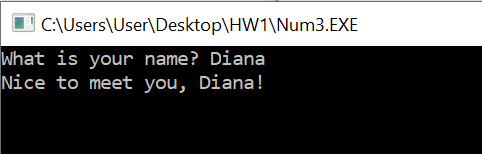 C:\Users\User\Desktop\HW1\Num3.EXE
What is your name? Diana
Nice to meet you, Diana!